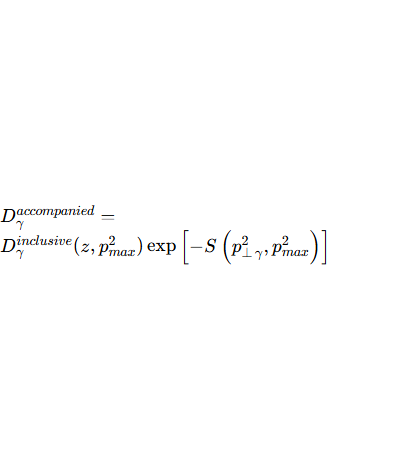 D_γ^{accompanied} =
D_γ^{inclusive}(z, p_{max}^2) exp [−S (p_{⊥γ}^2, p_{max}^2)]